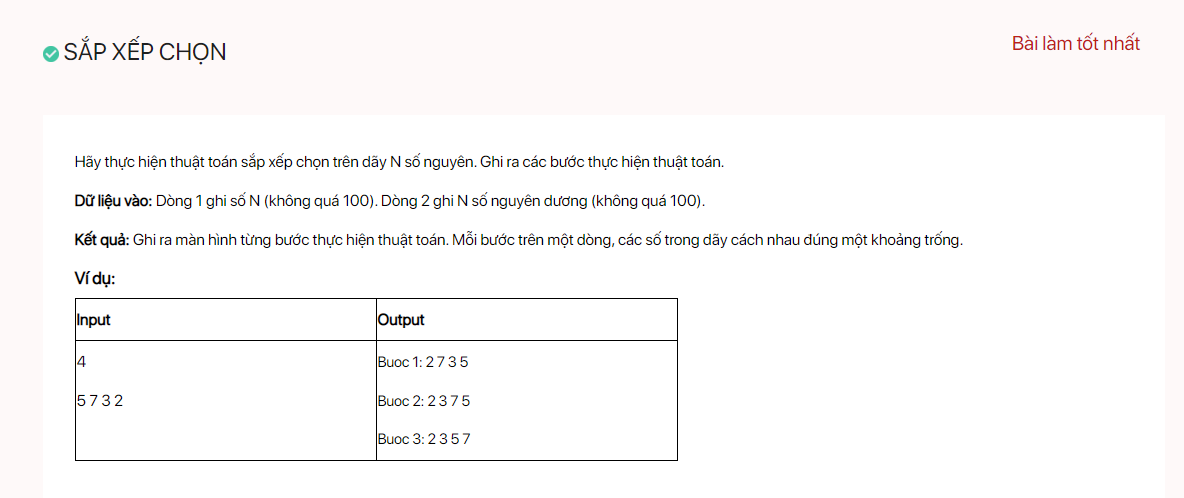 SẮP XẾP CHỌN
Bài làm tốt nhất
Hãy thực hiện thuật toán sắp xếp chọn trên dãy N số nguyên. Ghi ra các bước thực hiện thuật toán.
Dữ liệu vào: Dòng 1 ghi số N (không quá 100). Dòng 2 ghi N số nguyên dương (không quá 100).
Kết quả: Ghi ra màn hình từng bước thực hiện thuật toán. Mỗi bước trên một dòng, các số trong dãy cách nhau đúng một khoảng trống.
Ví dụ:
Input
Output
4
5 7 3 2
Buoc 1: 2 7 3 5
Buoc 2: 2 3 7 5
Buoc 3: 2 3 5 7